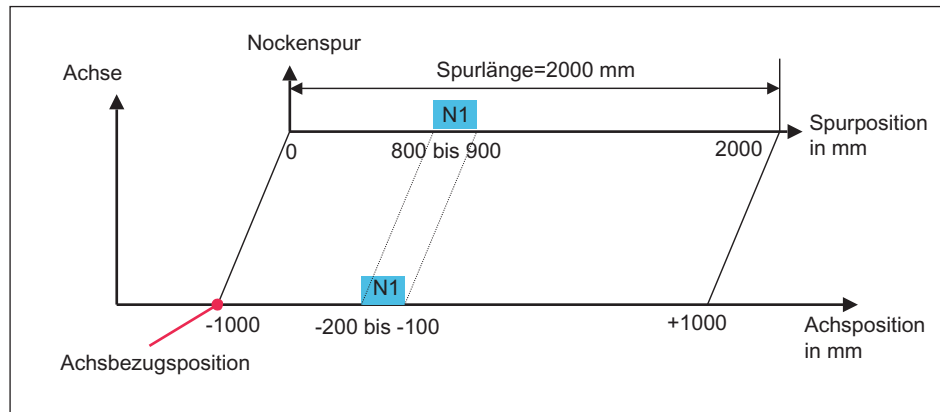 Nockenspur
Achse
Spurlänge=2000 mm
N1
Spurposition
in mm
0
800 bis 900
2000
N1
-1000
-200 bis -100
+1000
Achsposition
in mm
Achsbezugsposition